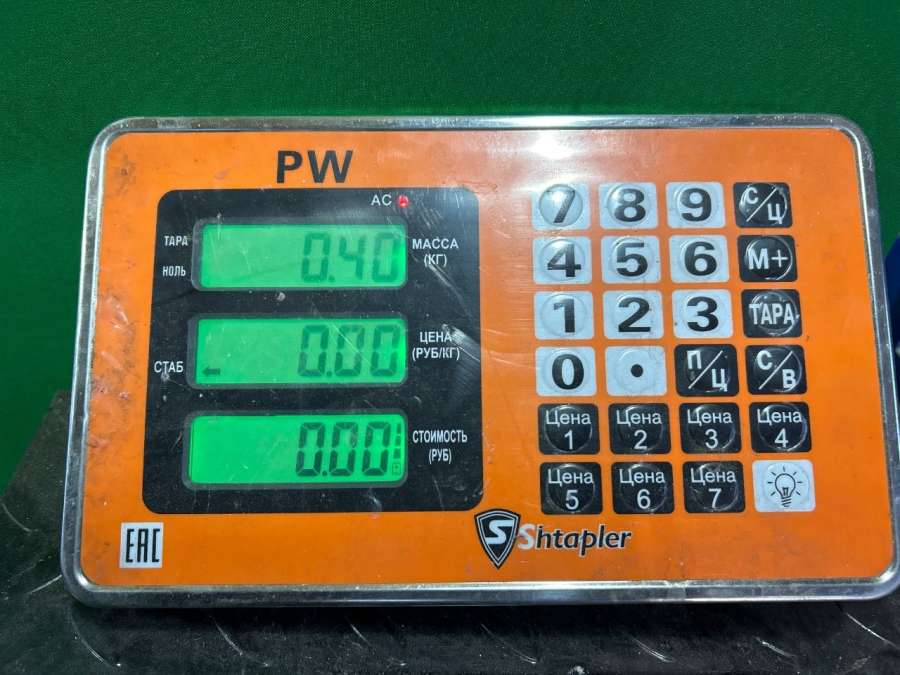 PW
AC
ТАРА
НОЛЬ
0.40
МАССА
(КГ)
СТАБ
0.00
ЦЕНА
(РУБ/КГ)
0.00
СТОИМОСТЬ
(РУБ)
7 8 9 С/Ц
4 5 6 М+
1 2 3 ТАРА
0 . П/Ц С/В
Цена 1 Цена 2 Цена 3 Цена 4
Цена 5 Цена 6 Цена 7
EAC
S Shtapler